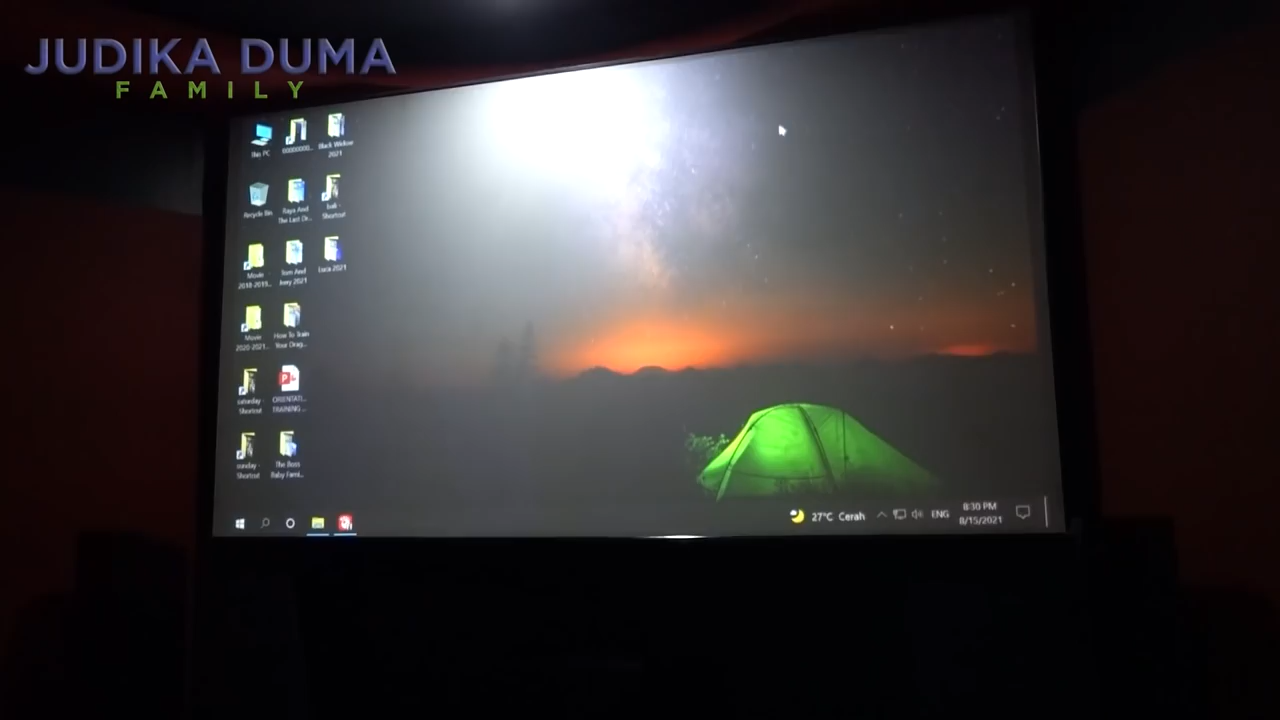 JUDIKA DUMA
FAMILY
This PC
Black Widow
2021
Recycle Bin
Raya And
The Last Dr...
bali -
Shortcut
Movie
2018-2019...
Tom And
Jerry 2021
Luca 2021
Movie
2020-2021...
How To Train
Your Drag...
saturday -
Shortcut
ORIENTATI...
TRAINING ...
sunday -
Shortcut
The Boss
Baby Fami...
27°C Cerah
ENG
8:30 PM
8/15/2021